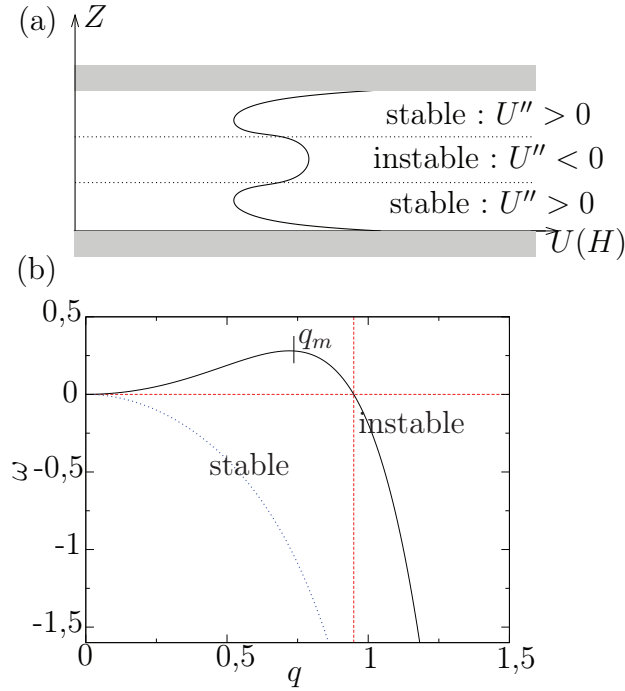 (a)
Z
stable : U″ > 0
instable : U″ < 0
stable : U″ > 0
U(H)
(b)
0,5
q_m
0
instable
stable
ω
-0,5
-1
-1,5
0
0,5
1
1,5
q